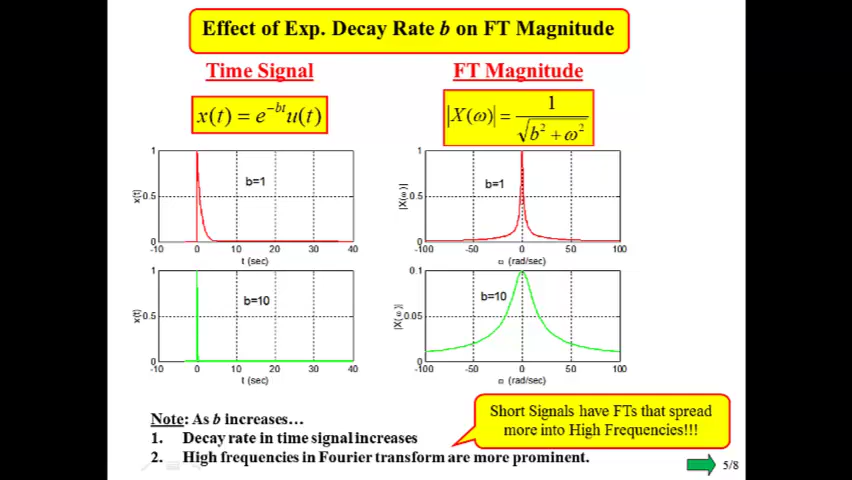 Effect of Exp. Decay Rate b on FT Magnitude
Time Signal
FT Magnitude
x(t) = e^{-bt}u(t)
|X(ω)| = 1 / √(b² + ω²)
1
0.5
0
x(t)
b=1
-10 0 10 20 30 40
t (sec)
1
0.5
0
|X(ω)|
b=1
-100 -50 0 50 100
ω (rad/sec)
1
0.5
0
x(t)
b=10
-10 0 10 20 30 40
t (sec)
0.1
0.05
0
|X(ω)|
b=10
-100 -50 0 50 100
ω (rad/sec)
Note: As b increases…
1. Decay rate in time signal increases
2. High frequencies in Fourier transform are more prominent.
Short Signals have FTs that spread
more into High Frequencies!!!
5/8